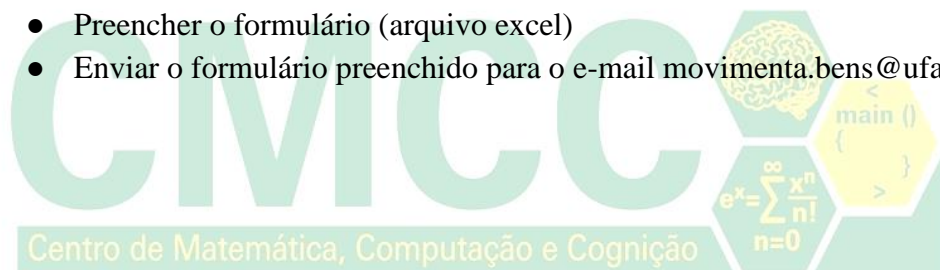 ● Preencher o formulário (arquivo excel)
● Enviar o formulário preenchido para o e-mail movimenta.bens@ufa
CMCC
<
main ()
{
}
>
e^x = ∞ ∑ n=0 x^n n!
Centro de Matemática, Computação e Cognição